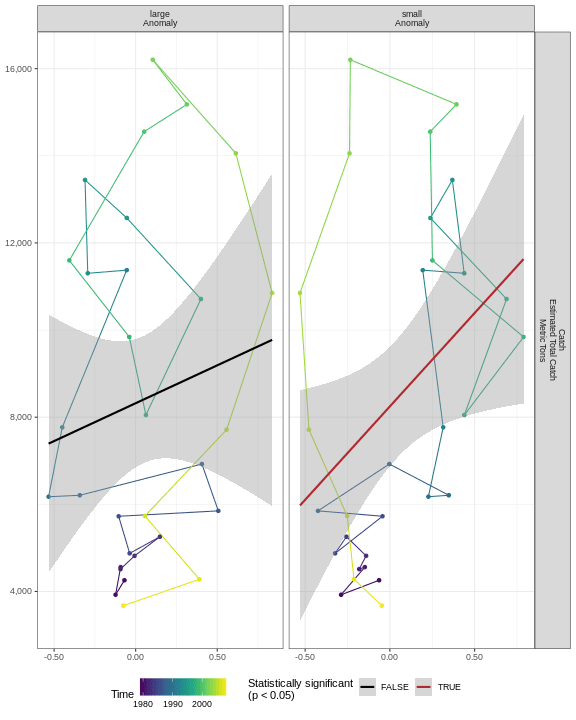 large
Anomaly
small
Anomaly
16,000
12,000
8,000
4,000
Catch
Estimated Total Catch
Metric Tons
-0.50
0.00
0.50
-0.50
0.00
0.50
Time
1980
1990
2000
Statistically significant
(p < 0.05)
FALSE
TRUE